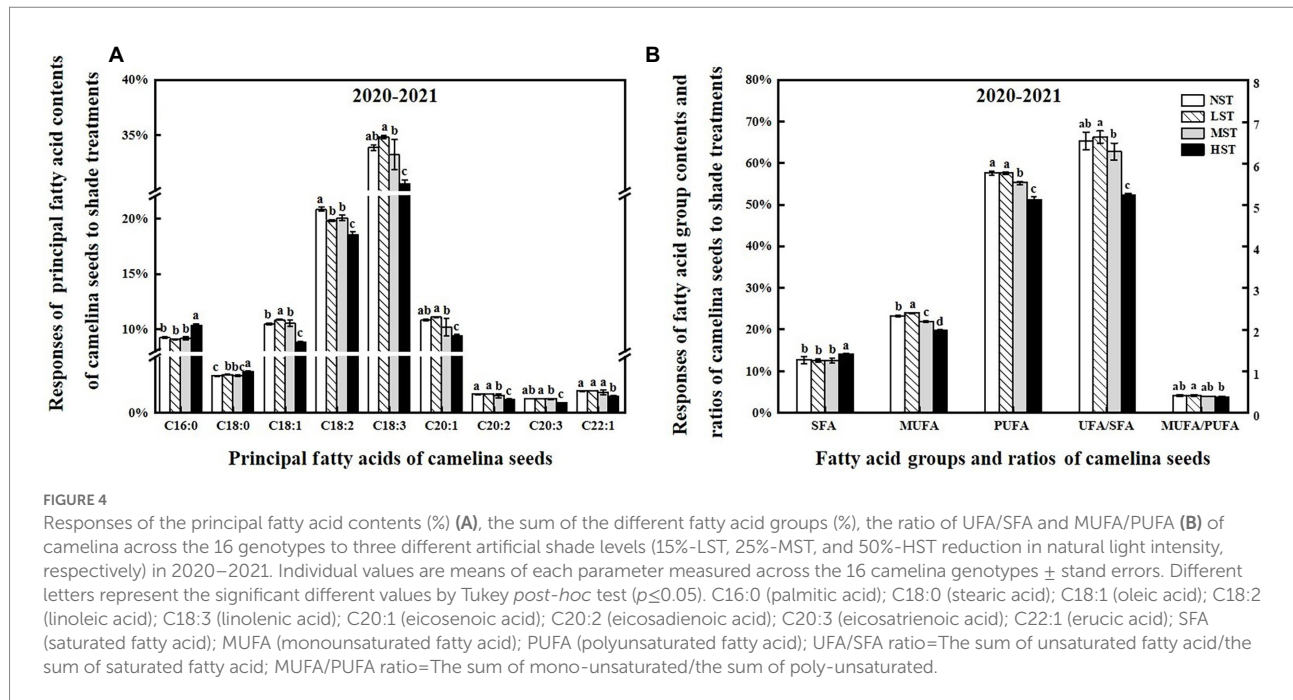 A
Responses of principal fatty acid contents
of camelina seeds to shade treatments
40%
35%
20%
15%
10%
0%
2020-2021
b b b a
c b bc a
b a b c
a b b c
ab a b c
ab a b c
a a b c
ab a b c
a a a b
C16:0 C18:0 C18:1 C18:2 C18:3 C20:1 C20:2 C20:3 C22:1
Principal fatty acids of camelina seeds
B
Responses of fatty acid group contents and
ratios of camelina seeds to shade treatments
80%
70%
60%
50%
40%
30%
20%
10%
0%
2020-2021
NST
LST
MST
HST
8
7
6
5
4
3
2
1
0
b b b a
b a c d
a a b c
ab a b c
ab a ab b
SFA MUFA PUFA UFA/SFA MUFA/PUFA
Fatty acid groups and ratios of camelina seeds
FIGURE 4
Responses of the principal fatty acid contents (%) (A), the sum of the different fatty acid groups (%), the ratio of UFA/SFA and MUFA/PUFA (B) of
camelina across the 16 genotypes to three different artificial shade levels (15%-LST, 25%-MST, and 50%-HST reduction in natural light intensity,
respectively) in 2020–2021. Individual values are means of each parameter measured across the 16 camelina genotypes ± stand errors. Different
letters represent the significant different values by Tukey post-hoc test (p≤0.05). C16:0 (palmitic acid); C18:0 (stearic acid); C18:1 (oleic acid); C18:2
(linoleic acid); C18:3 (linolenic acid); C20:1 (eicosenoic acid); C20:2 (eicosadienoic acid); C20:3 (eicosatrienoic acid); C22:1 (erucic acid); SFA
(saturated fatty acid); MUFA (monounsaturated fatty acid); PUFA (polyunsaturated fatty acid); UFA/SFA ratio=The sum of unsaturated fatty acid/the
sum of saturated fatty acid; MUFA/PUFA ratio=The sum of mono-unsaturated/the sum of poly-unsaturated.